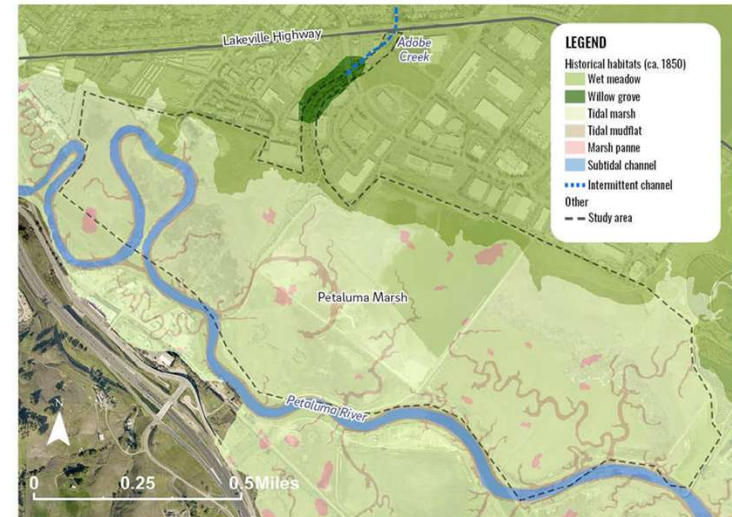 Lakeville Highway
Adobe
Creek
LEGEND
Historical habitats (ca. 1850)
Wet meadow
Willow grove
Tidal marsh
Tidal mudflat
Marsh panne
Subtidal channel
Intermittent channel
Other
Study area
Petaluma Marsh
Petaluma River
N
0 0.25 0.5Miles